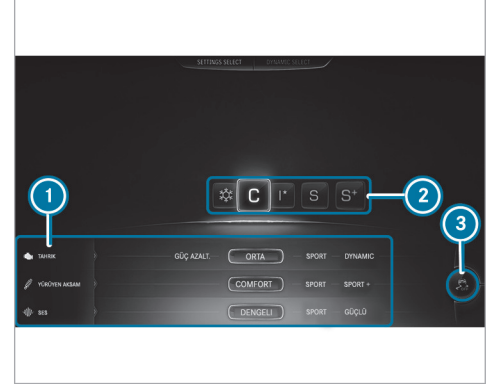 SETTINGS SELECT DYNAMIC SELECT
C I* S S+
1 2 3
TAHRİK GÜÇ AZALT. ORTA SPORT DYNAMIC
YÜRÜYEN AKSAM COMFORT SPORT SPORT +
SES DENGELI SPORT GÜÇLÜ